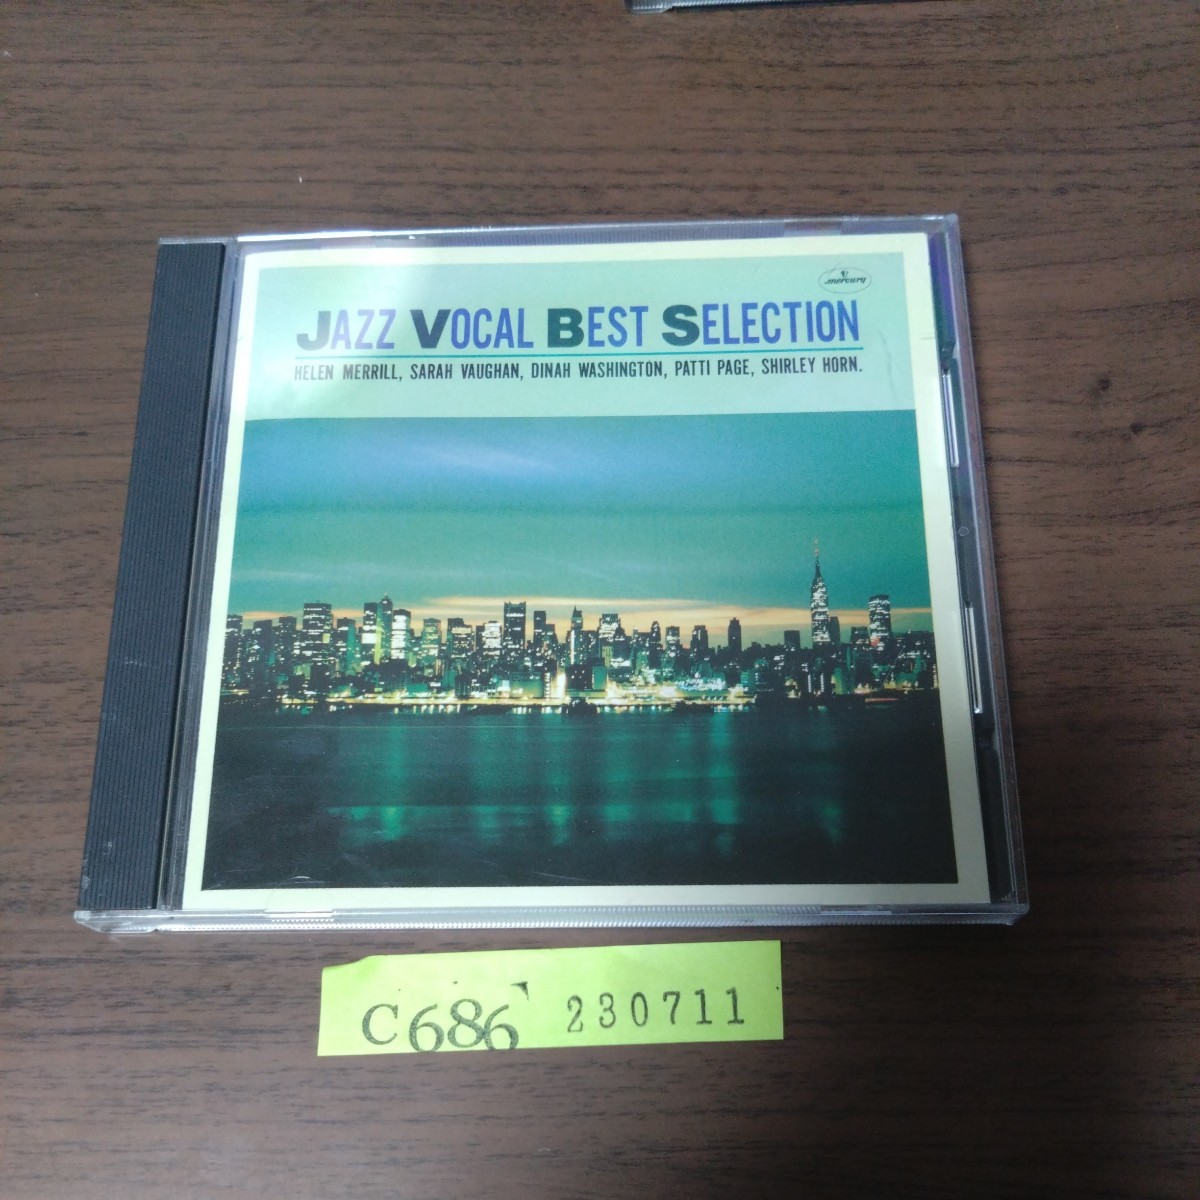 mercury
JAZZ VOCAL BEST SELECTION
HELEN MERRILL, SARAH VAUGHAN, DINAH WASHINGTON, PATTI PAGE, SHIRLEY HORN.
C686 230711